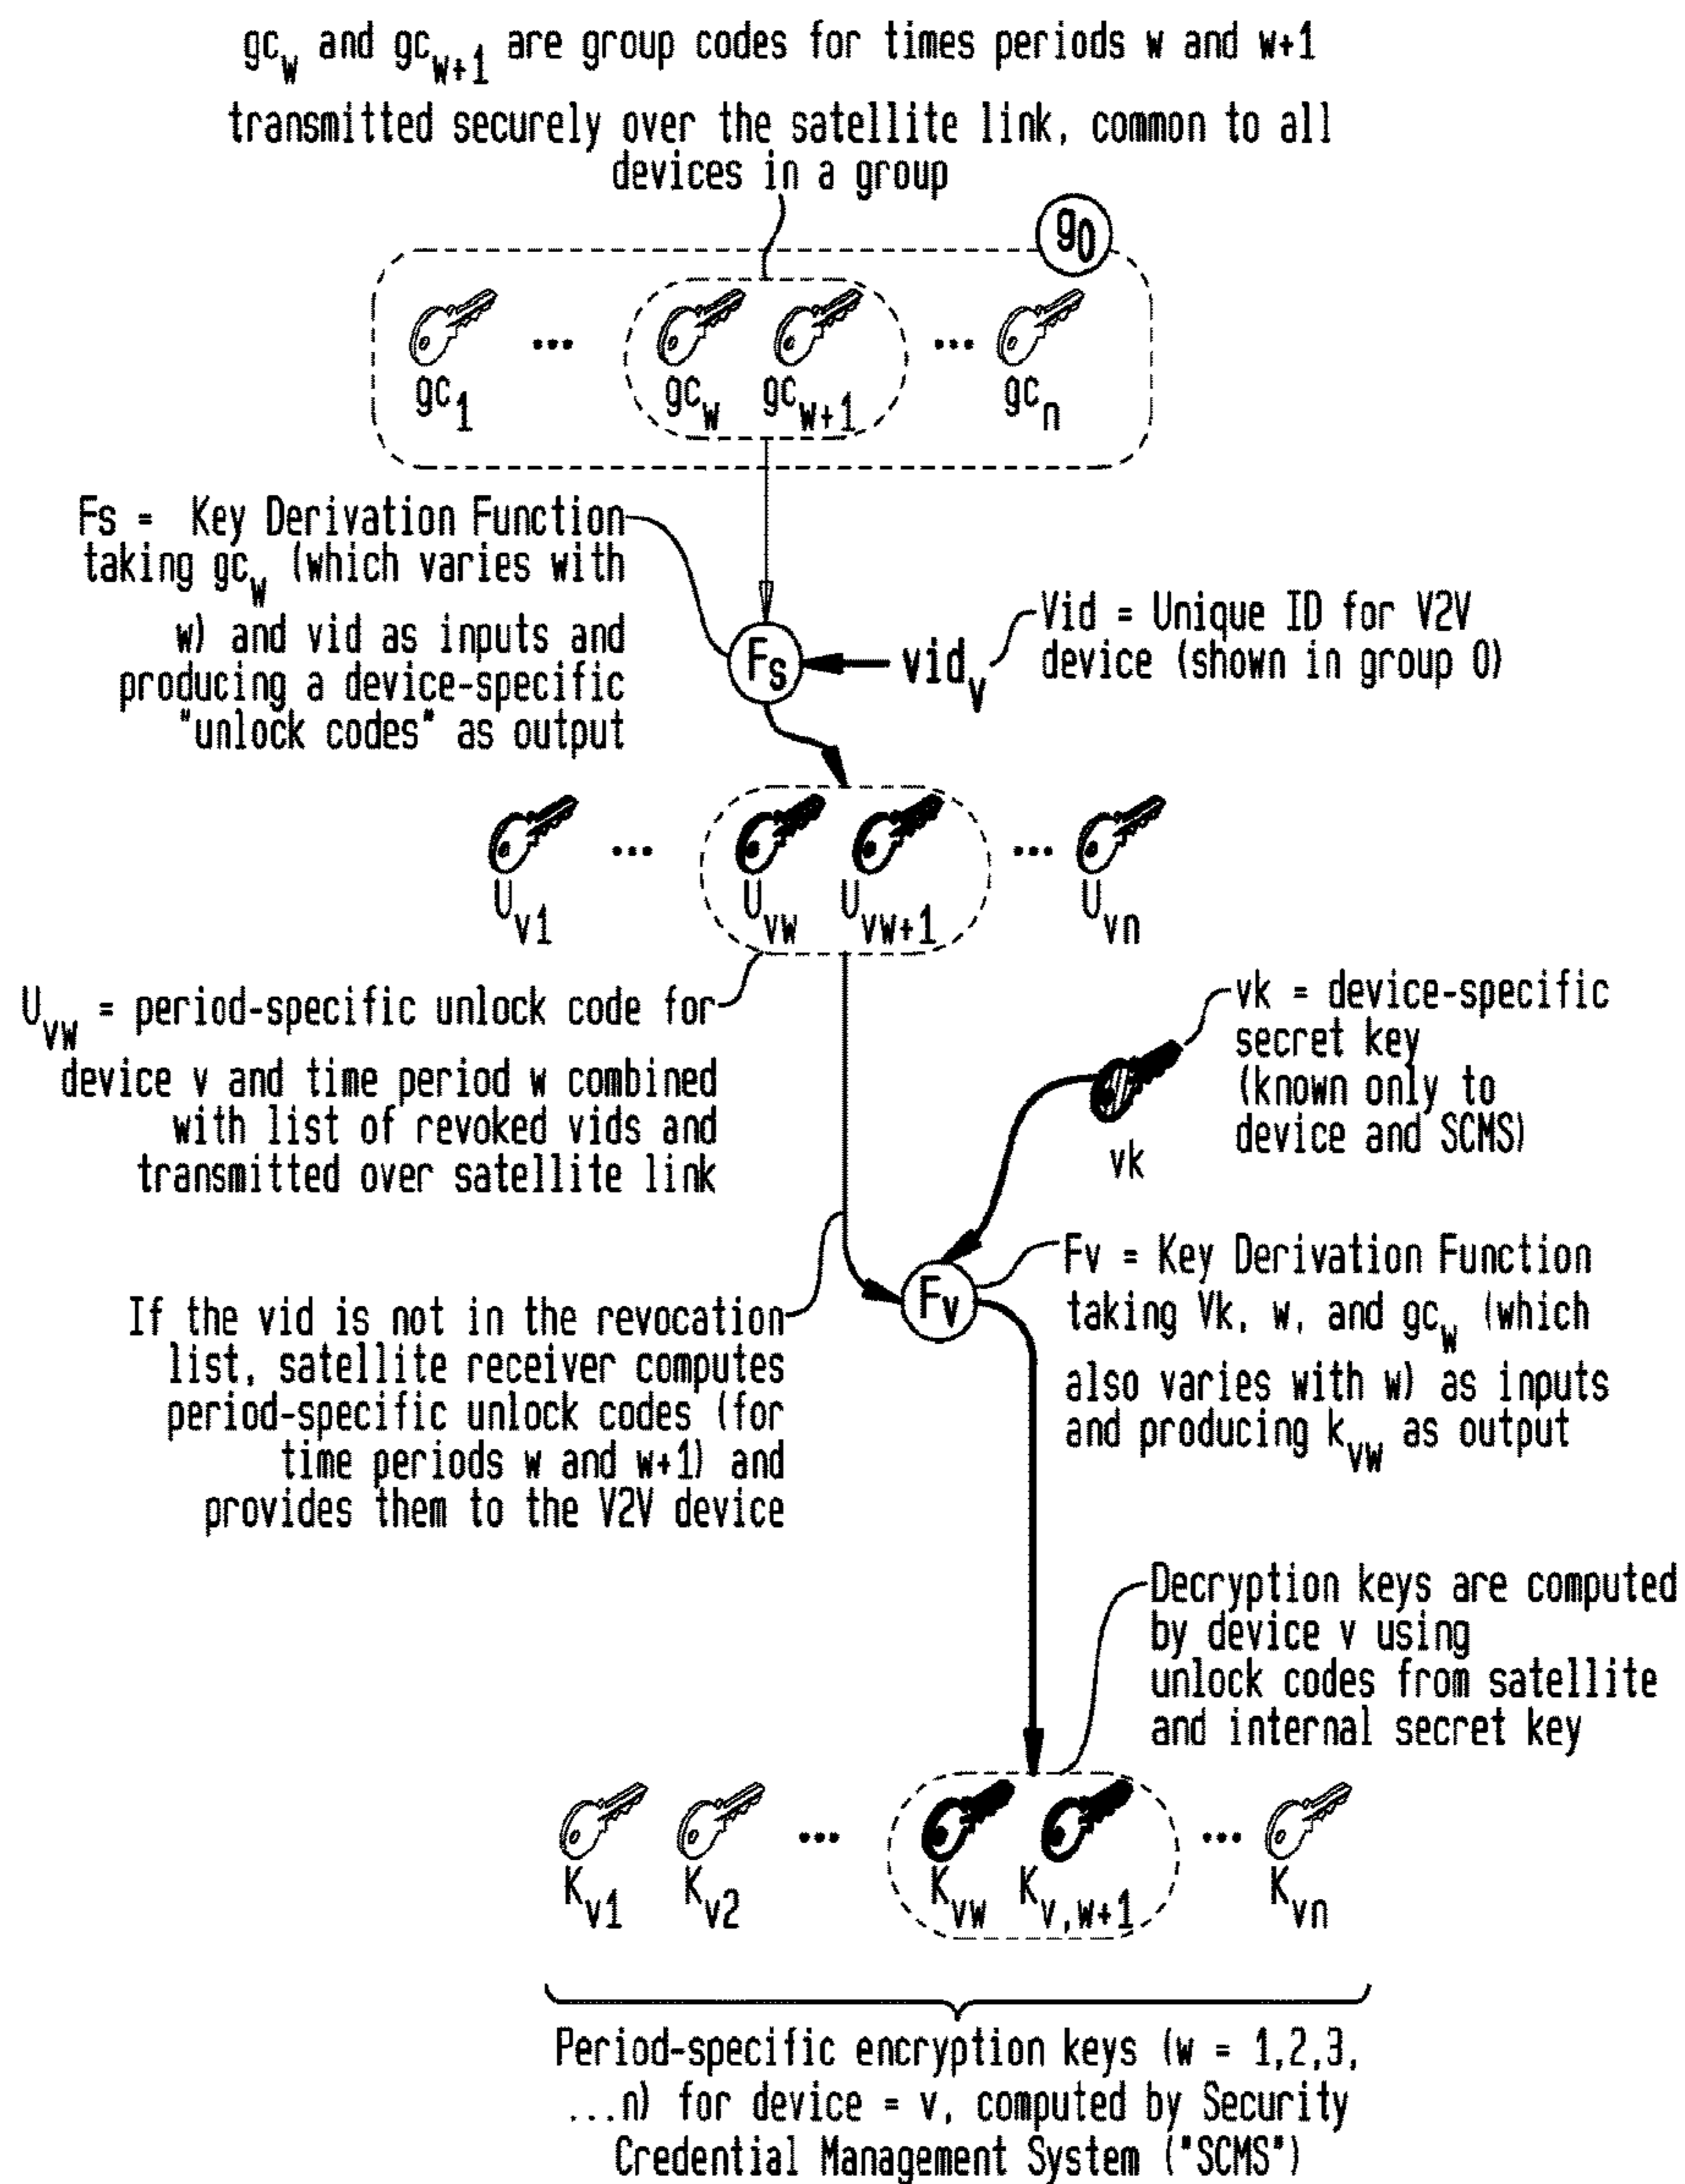 gc_w and gc_w+1 are group codes for times periods w and w+1
transmitted securely over the satellite link, common to all
devices in a group
g0
gc_1 ... gc_w gc_w+1 ... gc_n
Fs = Key Derivation Function
taking gc_w (which varies with
w) and vid as inputs and
producing a device-specific
"unlock codes" as output
Fs
vid_v
Vid = Unique ID for V2V
device (shown in group 0)
U_v1 ... U_vw U_vw+1 ... U_vn
U_vw = period-specific unlock code for
device v and time period w combined
with list of revoked vids and
transmitted over satellite link
vk = device-specific
secret key
(known only to
device and SCMS)
vk
If the vid is not in the revocation
list, satellite receiver computes
period-specific unlock codes (for
time periods w and w+1) and
provides them to the V2V device
Fv
Fv = Key Derivation Function
taking Vk, w, and gc_w (which
also varies with w) as inputs
and producing k_vw as output
Decryption keys are computed
by device v using
unlock codes from satellite
and internal secret key
K_v1 K_v2 ... K_vw K_v,w+1 ... K_vn
Period-specific encryption keys (w = 1,2,3,
...n) for device = v, computed by Security
Credential Management System ("SCMS")